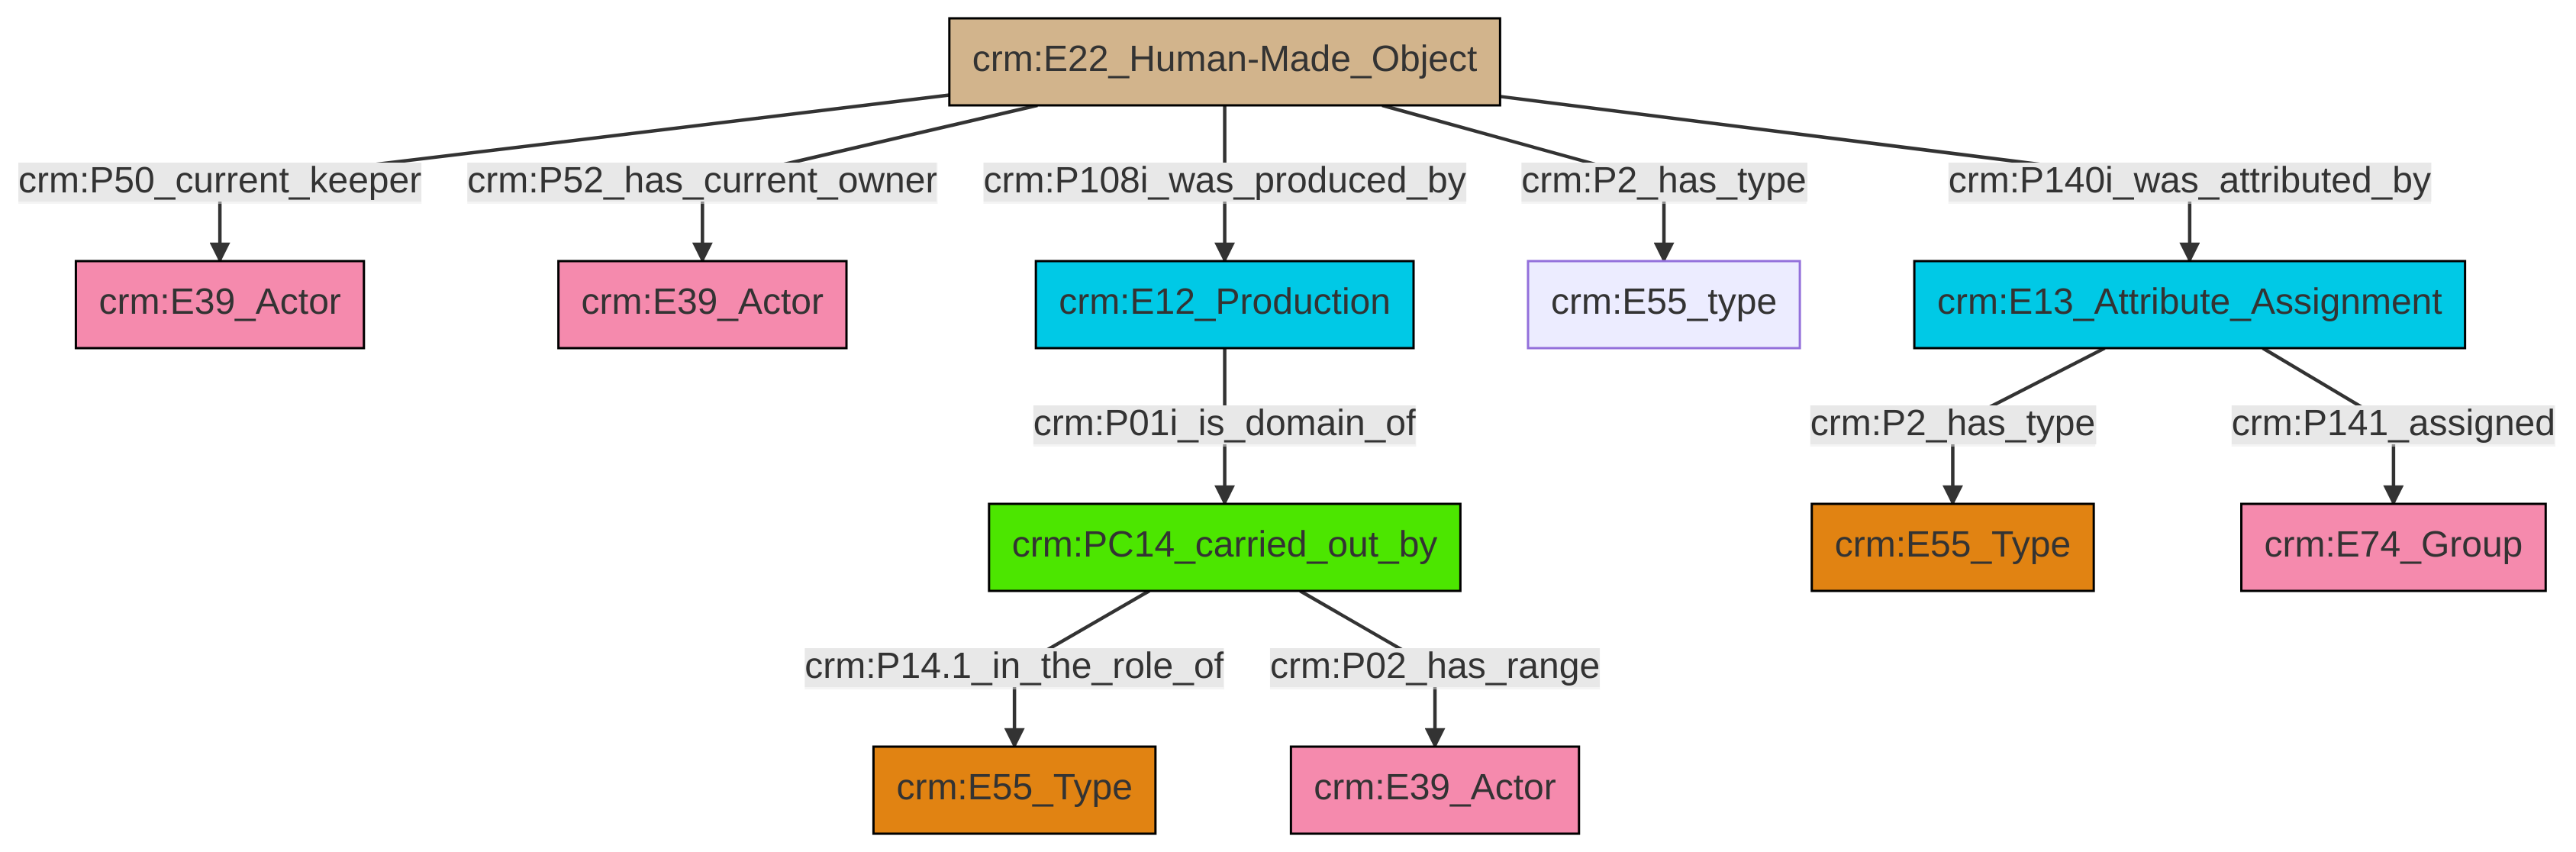 crm:E22_Human-Made_Object
crm:P50_current_keeper
crm:P52_has_current_owner
crm:P108i_was_produced_by
crm:P2_has_type
crm:P140i_was_attributed_by
crm:E39_Actor
crm:E39_Actor
crm:E12_Production
crm:E55_type
crm:E13_Attribute_Assignment
crm:P01i_is_domain_of
crm:P2_has_type
crm:P141_assigned
crm:PC14_carried_out_by
crm:E55_Type
crm:E74_Group
crm:P14.1_in_the_role_of
crm:P02_has_range
crm:E55_Type
crm:E39_Actor